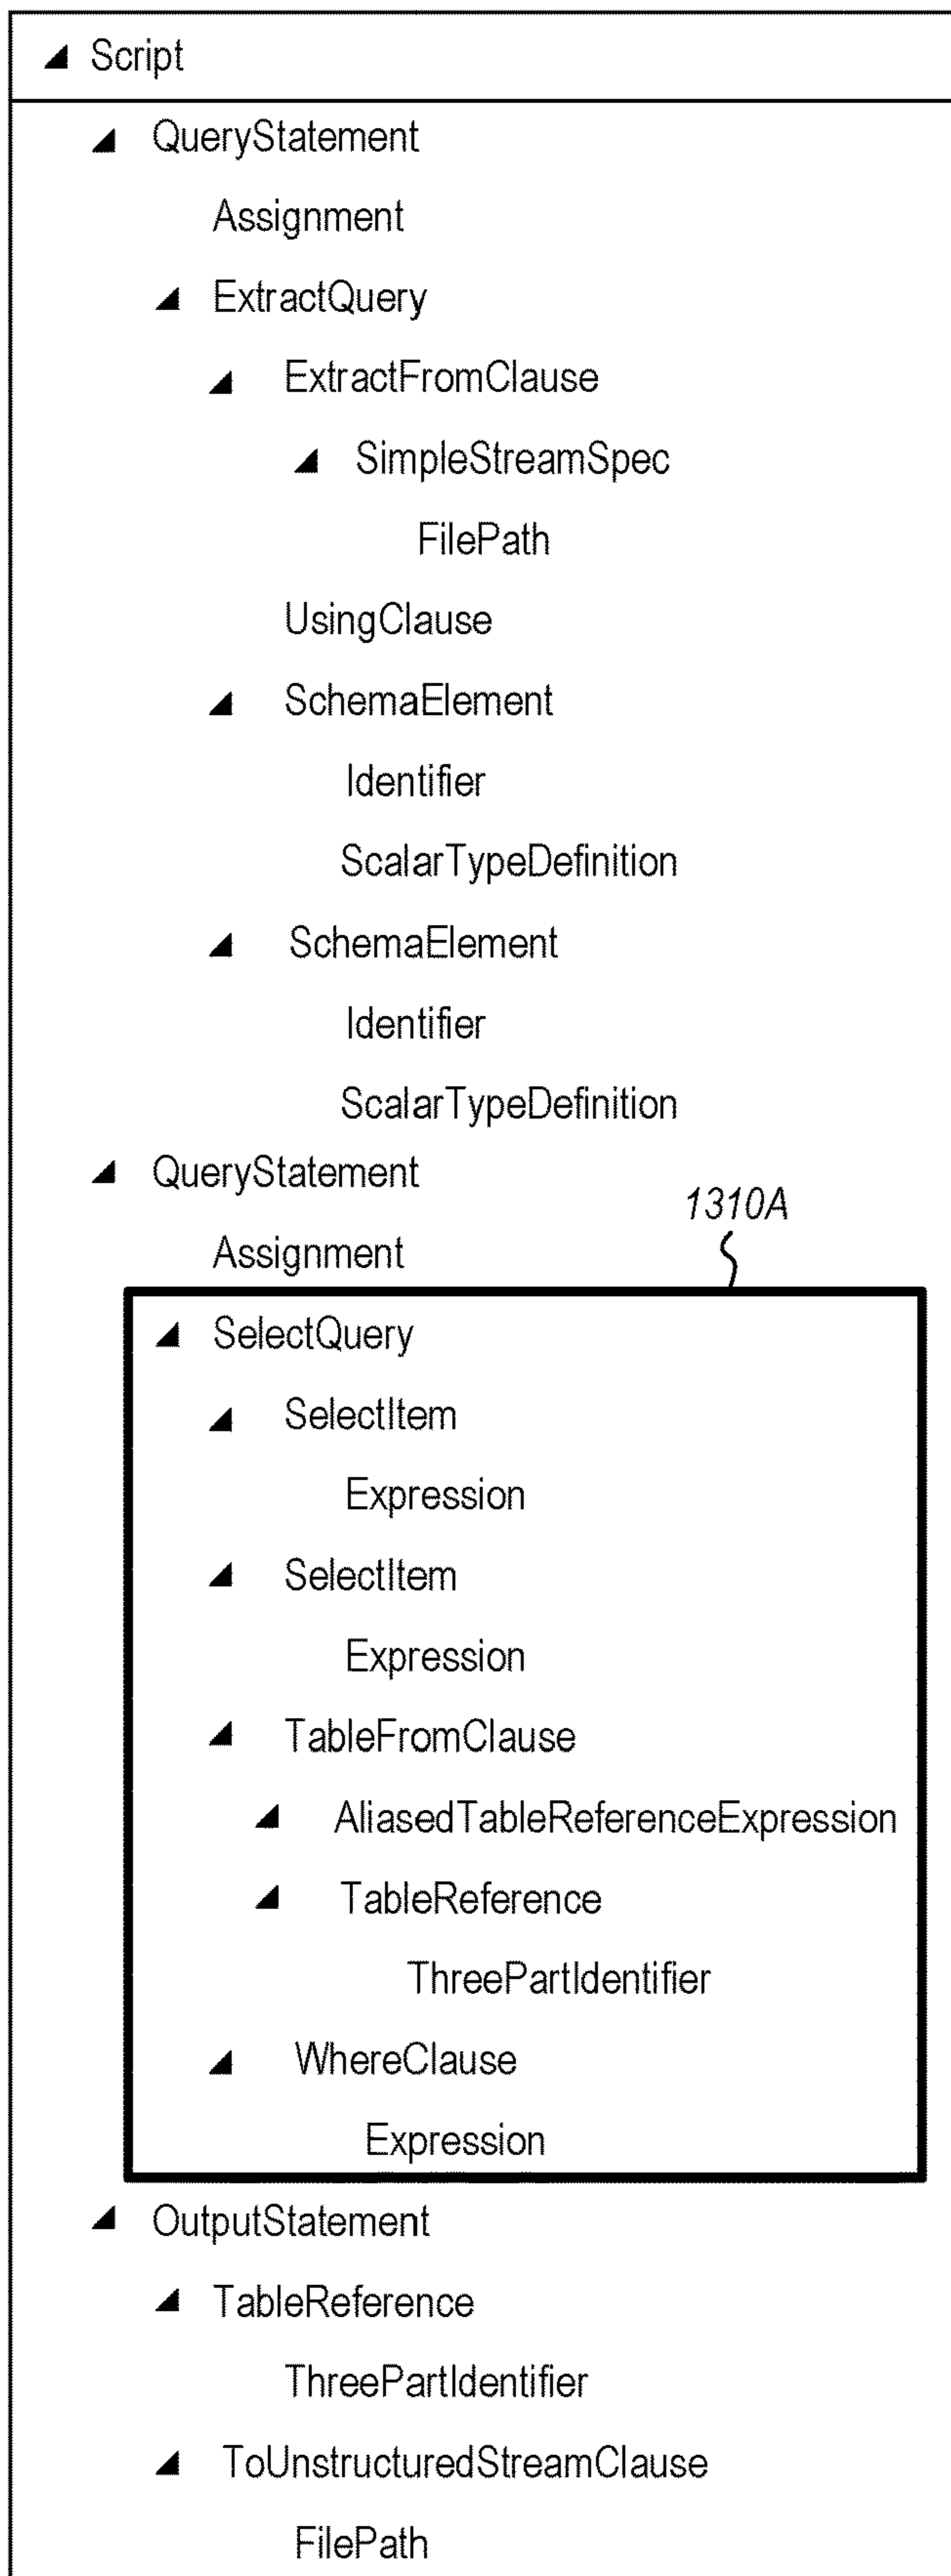 Script
QueryStatement
Assignment
ExtractQuery
ExtractFromClause
SimpleStreamSpec
FilePath
UsingClause
SchemaElement
Identifier
ScalarTypeDefinition
SchemaElement
Identifier
ScalarTypeDefinition
QueryStatement
1310A
Assignment
SelectQuery
SelectItem
Expression
SelectItem
Expression
TableFromClause
AliasedTableReferenceExpression
TableReference
ThreePartIdentifier
WhereClause
Expression
OutputStatement
TableReference
ThreePartIdentifier
ToUnstructuredStreamClause
FilePath